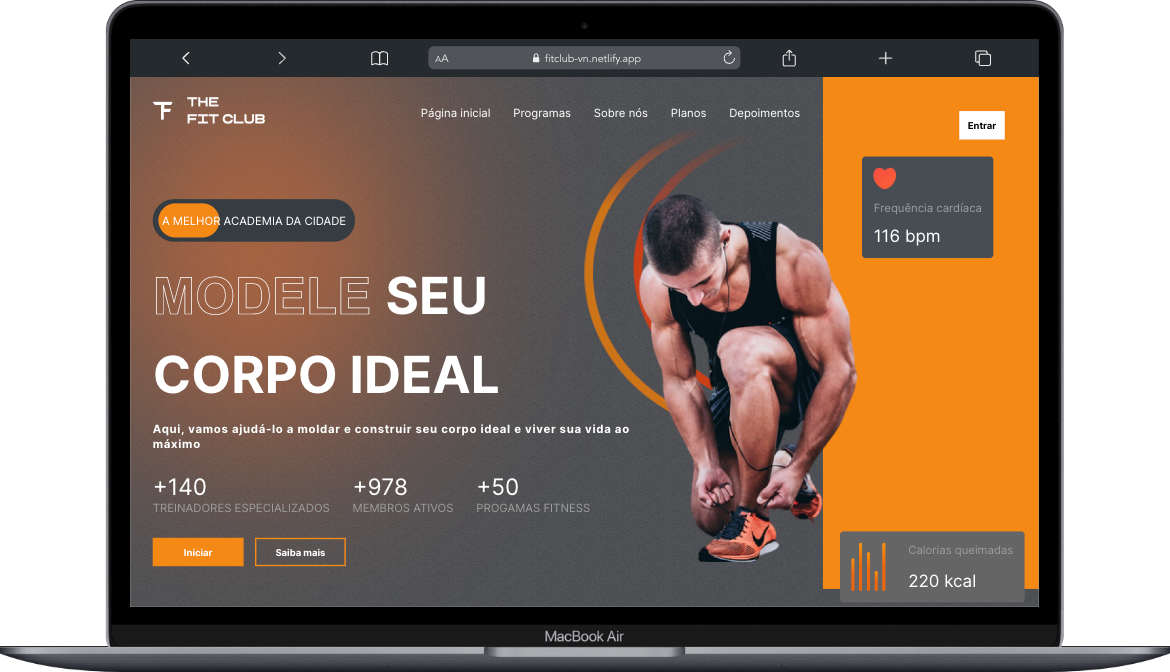 AA
fitclub-vn.netlify.app
THE
FIT CLUB
Página inicial Programas Sobre nós Planos Depoimentos
Entrar
Frequência cardíaca
116 bpm
A MELHOR ACADEMIA DA CIDADE
MODELE SEU
CORPO IDEAL
Aqui, vamos ajudá-lo a moldar e construir seu corpo ideal e viver sua vida ao
máximo
+140 +978 +50
TREINADORES ESPECIALIZADOS MEMBROS ATIVOS PROGAMAS FITNESS
Iniciar Saiba mais
Calorias queimadas
220 kcal
MacBook Air